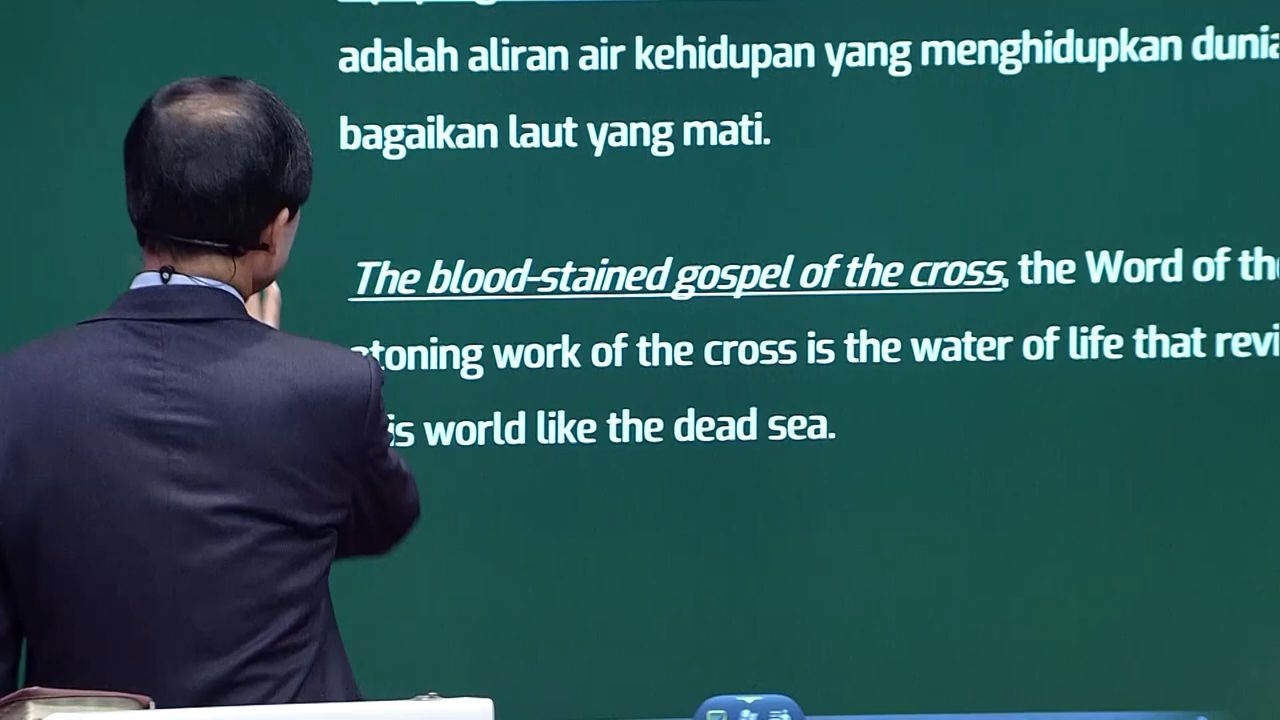 adalah aliran air kehidupan yang menghidupkan dunia
bagaikan laut yang mati.
The blood-stained gospel of the cross, the Word of the
atoning work of the cross is the water of life that
world like the dead sea.